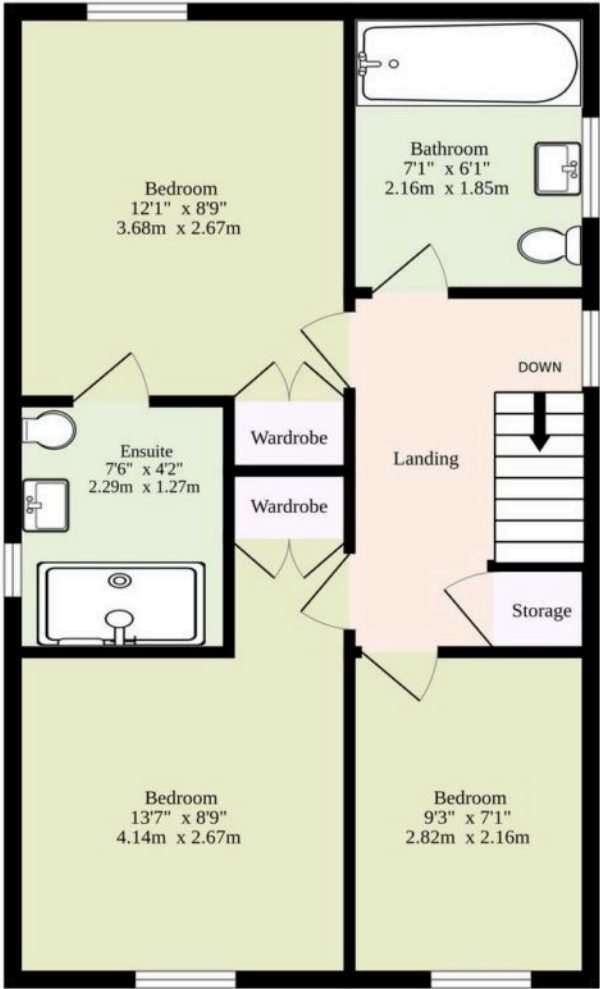 Bedroom
12'1" x 8'9"
3.68m x 2.67m
Bathroom
7'1" x 6'1"
2.16m x 1.85m
DOWN
Wardrobe
Ensuite
7'6" x 4'2"
2.29m x 1.27m
Landing
Wardrobe
Storage
Bedroom
13'7" x 8'9"
4.14m x 2.67m
Bedroom
9'3" x 7'1"
2.82m x 2.16m